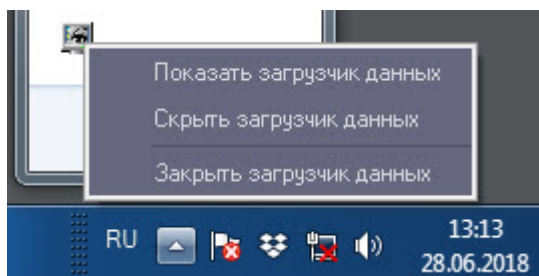 Показать загрузчик данных
Скрыть загрузчик данных
Закрыть загрузчик данных
RU
13:13
28.06.2018